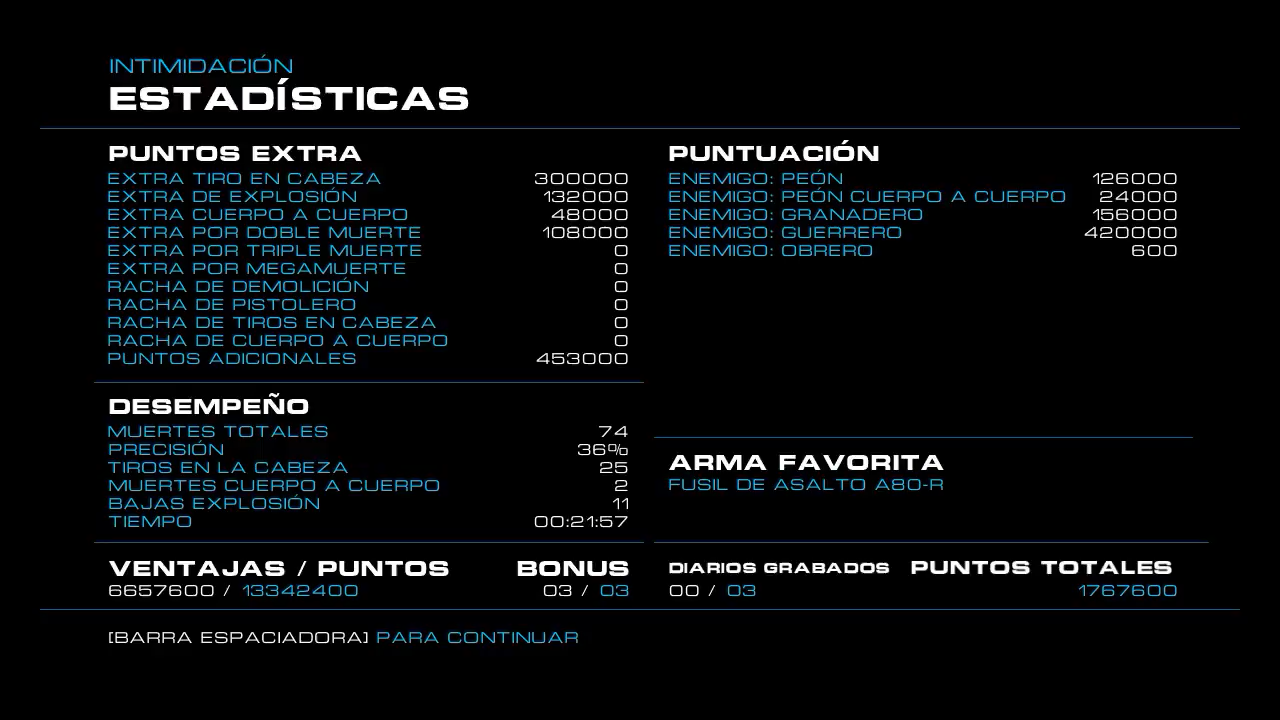 INTIMIDACIÓN
ESTADÍSTICAS
PUNTOS EXTRA
EXTRA TIRO EN CABEZA 300000
EXTRA DE EXPLOSIÓN 132000
EXTRA CUERPO A CUERPO 48000
EXTRA POR DOBLE MUERTE 108000
EXTRA POR TRIPLE MUERTE 0
EXTRA POR MEGAMUERTE 0
RACHA DE DEMOLICIÓN 0
RACHA DE PISTOLERO 0
RACHA DE TIROS EN CABEZA 0
RACHA DE CUERPO A CUERPO 0
PUNTOS ADICIONALES 453000
PUNTUACIÓN
ENEMIGO: PEÓN 126000
ENEMIGO: PEÓN CUERPO A CUERPO 24000
ENEMIGO: GRANADERO 156000
ENEMIGO: GUERRERO 420000
ENEMIGO: OBRERO 600
DESEMPEÑO
MUERTES TOTALES 74
PRECISIÓN 36%
TIROS EN LA CABEZA 25
MUERTES CUERPO A CUERPO 2
BAJAS EXPLOSIÓN 11
TIEMPO 00:21:57
ARMA FAVORITA
FUSIL DE ASALTO A80-R
VENTAJAS / PUNTOS BONUS
6657600 / 13342400 03 / 03
DIARIOS GRABADOS PUNTOS TOTALES
00 / 03 1767600
[BARRA ESPACIADORA] PARA CONTINUAR